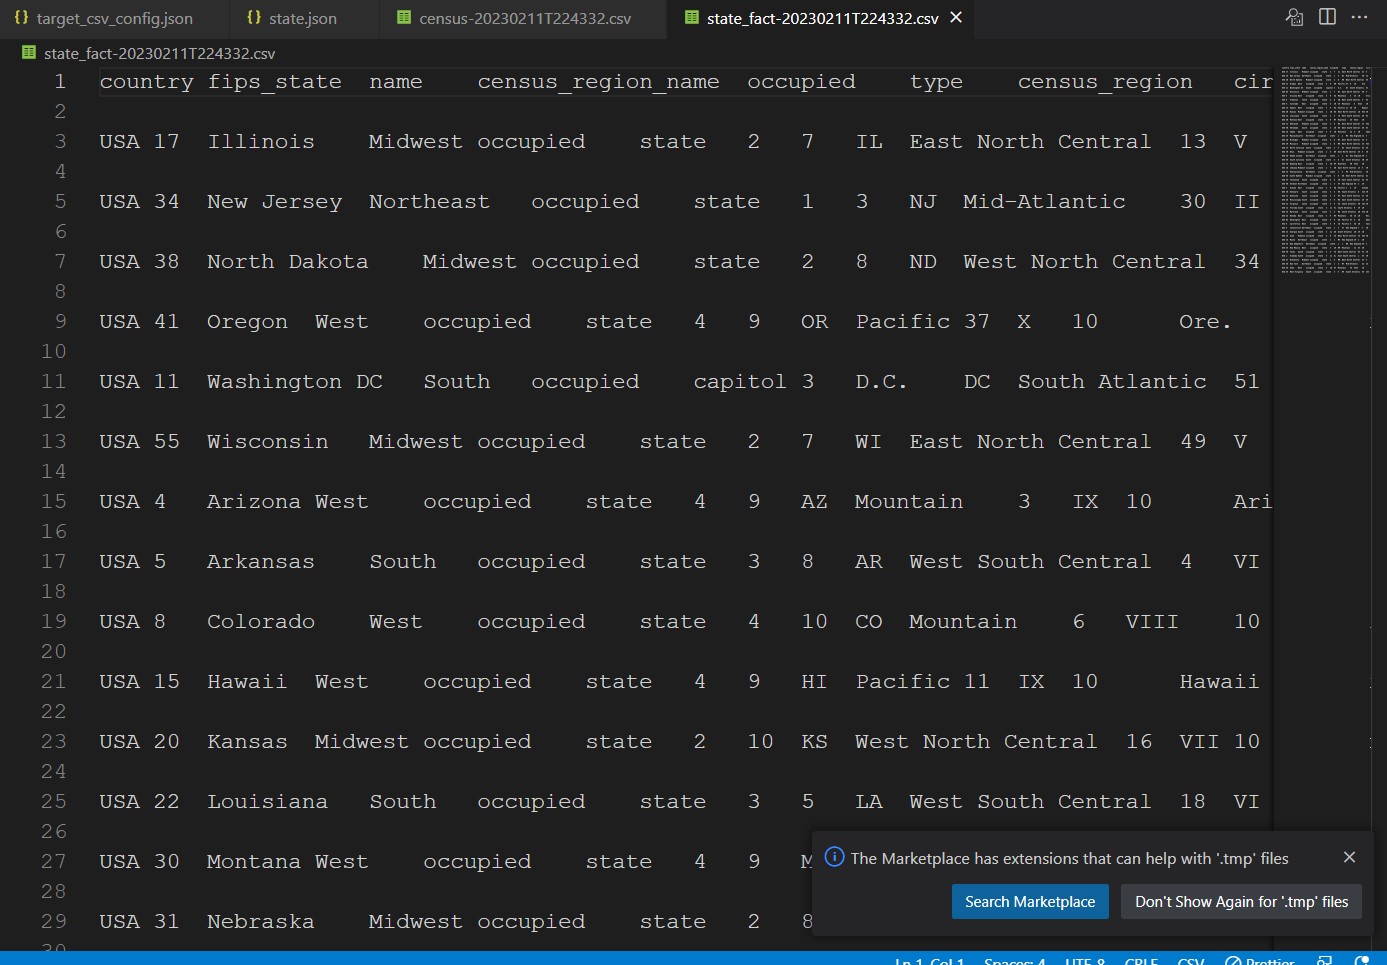 target_csv_config.json state.json census-20230211T224332.csv state_fact-20230211T224332.csv
state_fact-20230211T224332.csv
1 country fips_state name census_region_name occupied type census_region cir
2
3 USA 17 Illinois Midwest occupied state 2 7 IL East North Central 13 V
4
5 USA 34 New Jersey Northeast occupied state 1 3 NJ Mid-Atlantic 30 II
6
7 USA 38 North Dakota Midwest occupied state 2 8 ND West North Central 34
8
9 USA 41 Oregon West occupied state 4 9 OR Pacific 37 X 10 Ore.
10
11 USA 11 Washington DC South occupied capitol 3 D.C. DC South Atlantic 51
12
13 USA 55 Wisconsin Midwest occupied state 2 7 WI East North Central 49 V
14
15 USA 4 Arizona West occupied state 4 9 AZ Mountain 3 IX 10 Ari
16
17 USA 5 Arkansas South occupied state 3 8 AR West South Central 4 VI
18
19 USA 8 Colorado West occupied state 4 10 CO Mountain 6 VIII 10
20
21 USA 15 Hawaii West occupied state 4 9 HI Pacific 11 IX 10 Hawaii
22
23 USA 20 Kansas Midwest occupied state 2 10 KS West North Central 16 VII 10
24
25 USA 22 Louisiana South occupied state 3 5 LA West South Central 18 VI
26
27 USA 30 Montana West occupied state 4 9 M
28
29 USA 31 Nebraska Midwest occupied state 2 8
30
The Marketplace has extensions that can help with '.tmp' files
Search Marketplace Don't Show Again for '.tmp' files
Ln 1, Col 1 Spaces: 4 UTF-8 CRLF CSV Prettier